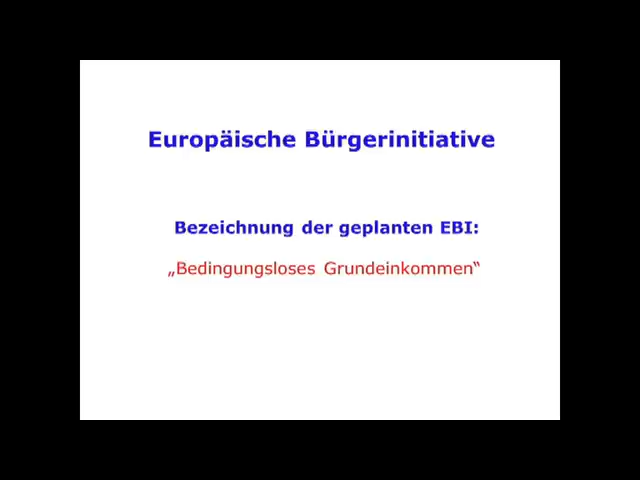 Europäische Bürgerinitiative
Bezeichnung der geplanten EBI:
„Bedingungsloses Grundeinkommen“